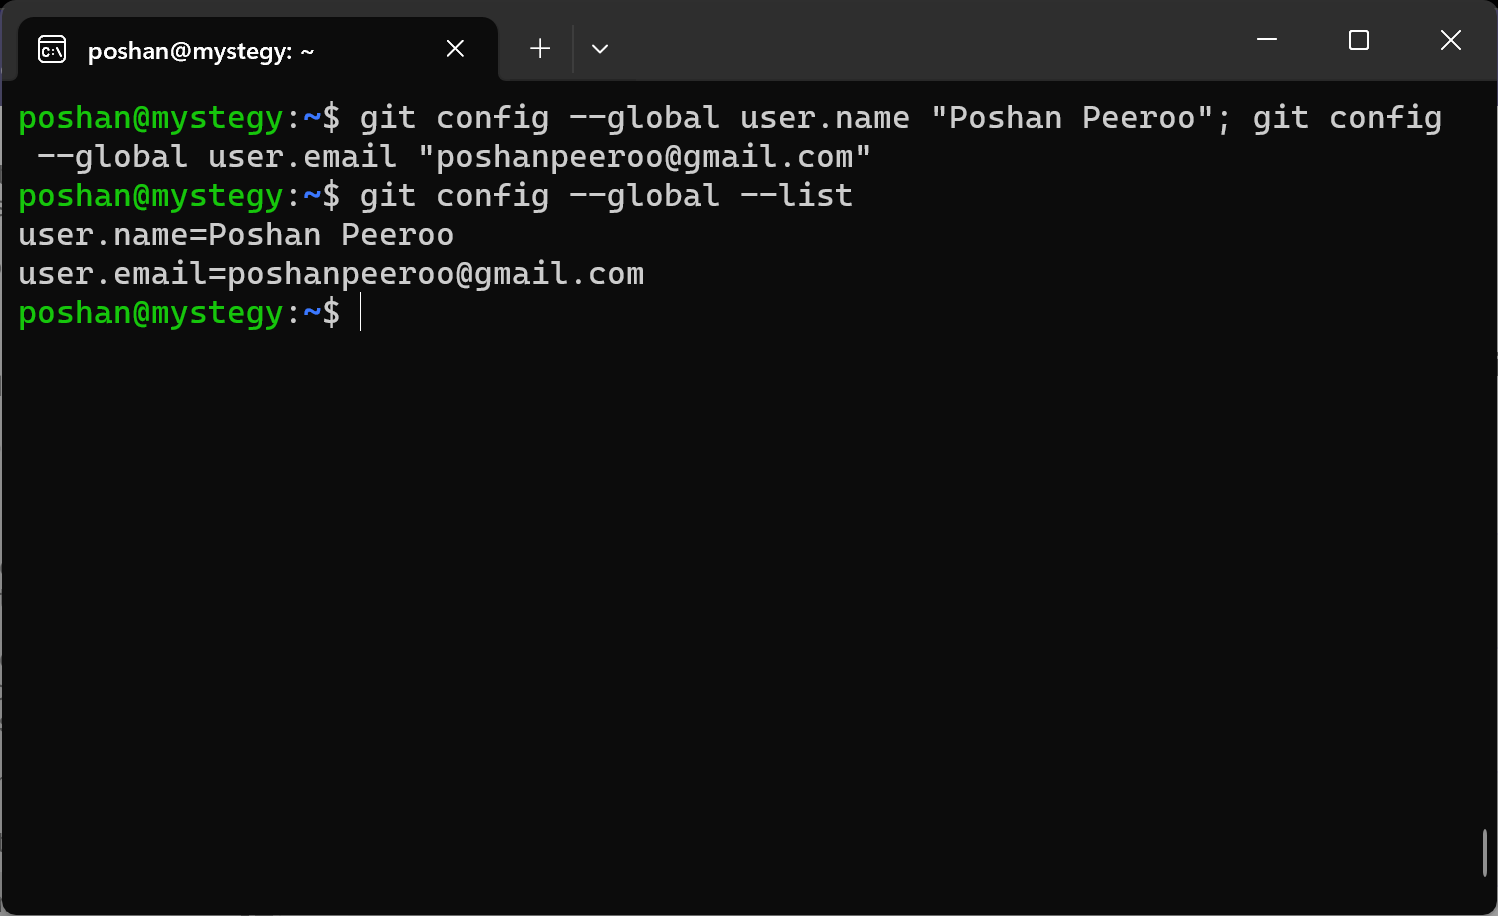 poshan@mystegy: ~
poshan@mystegy:~$ git config --global user.name "Poshan Peeroo"; git config
--global user.email "poshanpeeroo@gmail.com"
poshan@mystegy:~$ git config --global --list
user.name=Poshan Peeroo
user.email=poshanpeeroo@gmail.com
poshan@mystegy:~$